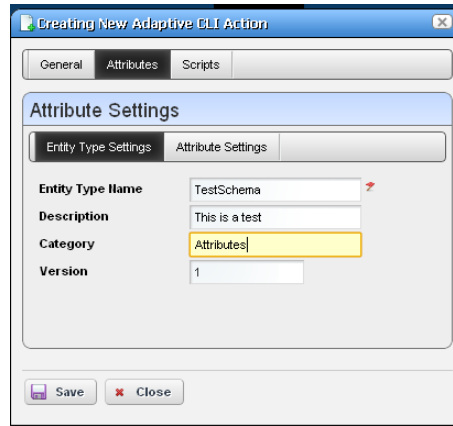 Creating New Adaptive CLI Action
General Attributes Scripts
Attribute Settings
Entity Type Settings Attribute Settings
Entity Type Name TestSchema
Description This is a test
Category Attributes
Version 1
Save Close